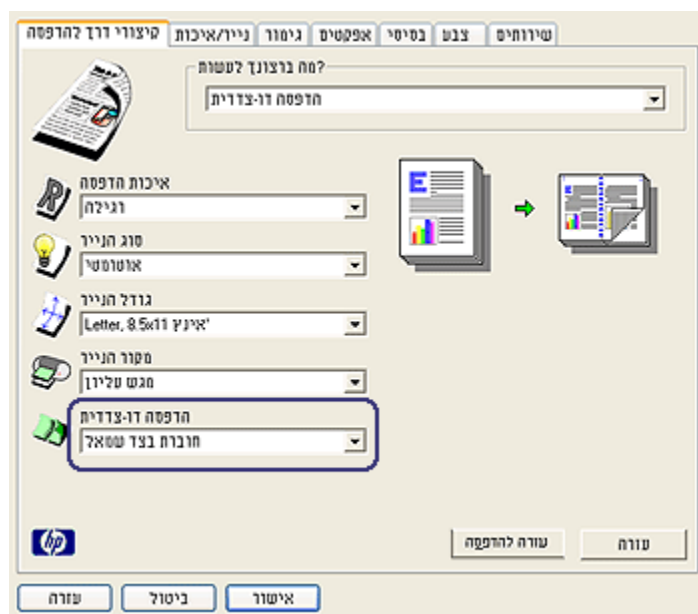 קיצורי דרך להדפסה
נייר/איכות
גימור
אפקטים
בסיסי
צבע
שירותים
מה ברצונך לעשות?
הדפסה דו-צדדית
איכות הדפסה
רגילה
סוג הנייר
אוטומטי
גודל הנייר
Letter, 8.5x11 אינץ'
מקור הנייר
מגש עליון
הדפסה דו-צדדית
חוברת בצד שמאל
hp
עזרה להדפסה
עזרה
אישור
ביטול
עזרה